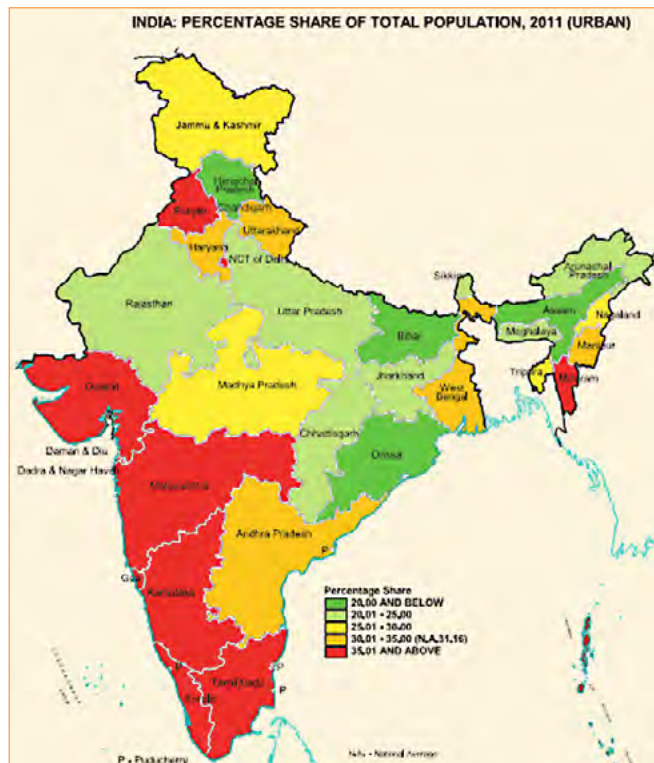 INDIA: PERCENTAGE SHARE OF TOTAL POPULATION, 2011 (URBAN)
Jammu & Kashmir
Himachal
Pradesh
Chandigarh
Punjab
Uttarakhand
Haryana
NCT of Delhi
Rajasthan
Uttar Pradesh
Sikkim
Arunachal
Pradesh
Assam
Nagaland
Bihar
Meghalaya
Manipur
Gujarat
Madhya Pradesh
Jharkhand
West
Bengal
Tripura
Mizoram
Chhattisgarh
Daman & Diu
Dadra & Nagar Haveli
Orissa
Maharashtra
Andhra Pradesh
P
Goa
Karnataka
Percentage Share
20.00 AND BELOW
20.01 - 25.00
25.01 - 30.00
30.01 - 35.00 (N.A.31.16)
35.01 AND ABOVE
P
P
Tamil Nadu
P
Kerala
P - Puducherry
N.A. - National Average